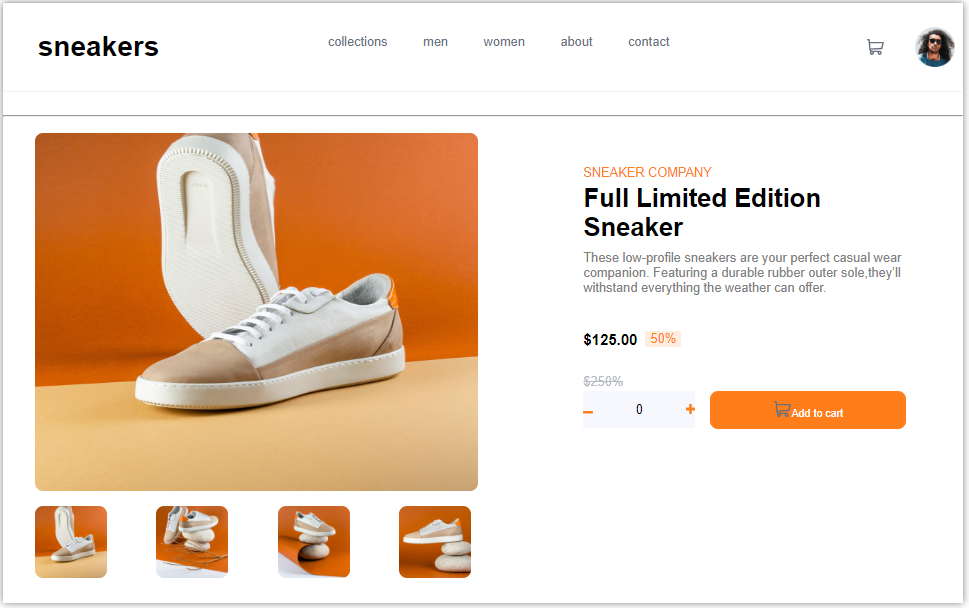 sneakers
collections men women about contact
SNEAKER COMPANY
Full Limited Edition
Sneaker
These low-profile sneakers are your perfect casual wear
companion. Featuring a durable rubber outer sole,they'll
withstand everything the weather can offer.
$125.00 50%
$250%
0
Add to cart